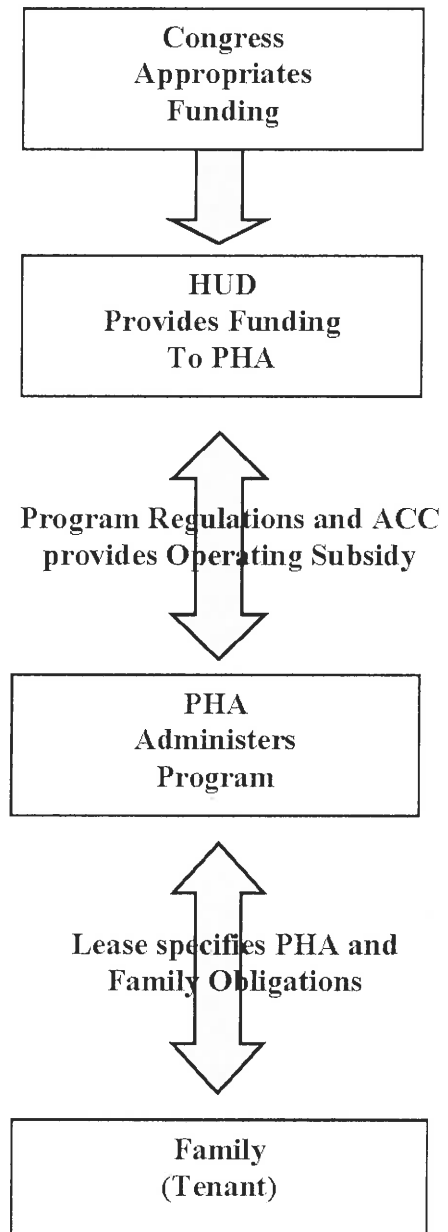 Congress
Appropriates
Funding
HUD
Provides Funding
To PHA
Program Regulations and ACC
provides Operating Subsidy
PHA
Administers
Program
Lease specifies PHA and
Family Obligations
Family
(Tenant)